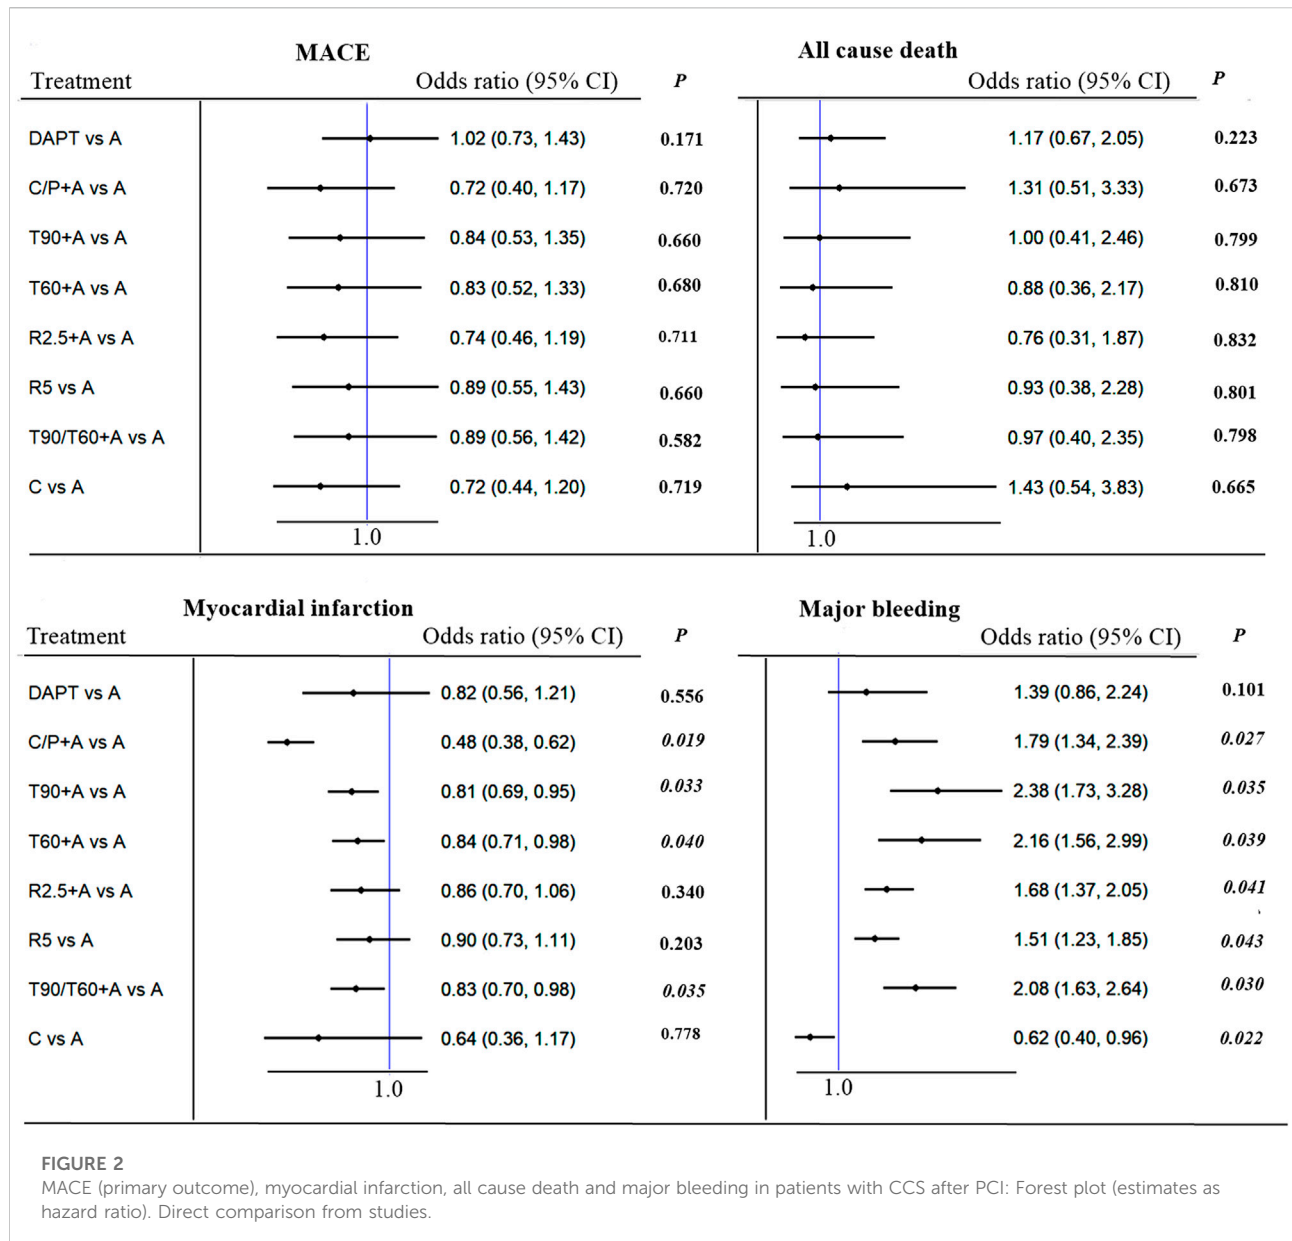 MACE
Treatment Odds ratio (95% CI) P
DAPT vs A 1.02 (0.73, 1.43) 0.171
C/P+A vs A 0.72 (0.40, 1.17) 0.720
T90+A vs A 0.84 (0.53, 1.35) 0.660
T60+A vs A 0.83 (0.52, 1.33) 0.680
R2.5+A vs A 0.74 (0.46, 1.19) 0.711
R5 vs A 0.89 (0.55, 1.43) 0.660
T90/T60+A vs A 0.89 (0.56, 1.42) 0.582
C vs A 0.72 (0.44, 1.20) 0.719
1.0
All cause death
Odds ratio (95% CI) P
1.17 (0.67, 2.05) 0.223
1.31 (0.51, 3.33) 0.673
1.00 (0.41, 2.46) 0.799
0.88 (0.36, 2.17) 0.810
0.76 (0.31, 1.87) 0.832
0.93 (0.38, 2.28) 0.801
0.97 (0.40, 2.35) 0.798
1.43 (0.54, 3.83) 0.665
1.0
Myocardial infarction
Treatment Odds ratio (95% CI) P
DAPT vs A 0.82 (0.56, 1.21) 0.556
C/P+A vs A 0.48 (0.38, 0.62) 0.019
T90+A vs A 0.81 (0.69, 0.95) 0.033
T60+A vs A 0.84 (0.71, 0.98) 0.040
R2.5+A vs A 0.86 (0.70, 1.06) 0.340
R5 vs A 0.90 (0.73, 1.11) 0.203
T90/T60+A vs A 0.83 (0.70, 0.98) 0.035
C vs A 0.64 (0.36, 1.17) 0.778
1.0
Major bleeding
Odds ratio (95% CI) P
1.39 (0.86, 2.24) 0.101
1.79 (1.34, 2.39) 0.027
2.38 (1.73, 3.28) 0.035
2.16 (1.56, 2.99) 0.039
1.68 (1.37, 2.05) 0.041
1.51 (1.23, 1.85) 0.043
2.08 (1.63, 2.64) 0.030
0.62 (0.40, 0.96) 0.022
1.0
FIGURE 2
MACE (primary outcome), myocardial infarction, all cause death and major bleeding in patients with CCS after PCI: Forest plot (estimates as
hazard ratio). Direct comparison from studies.